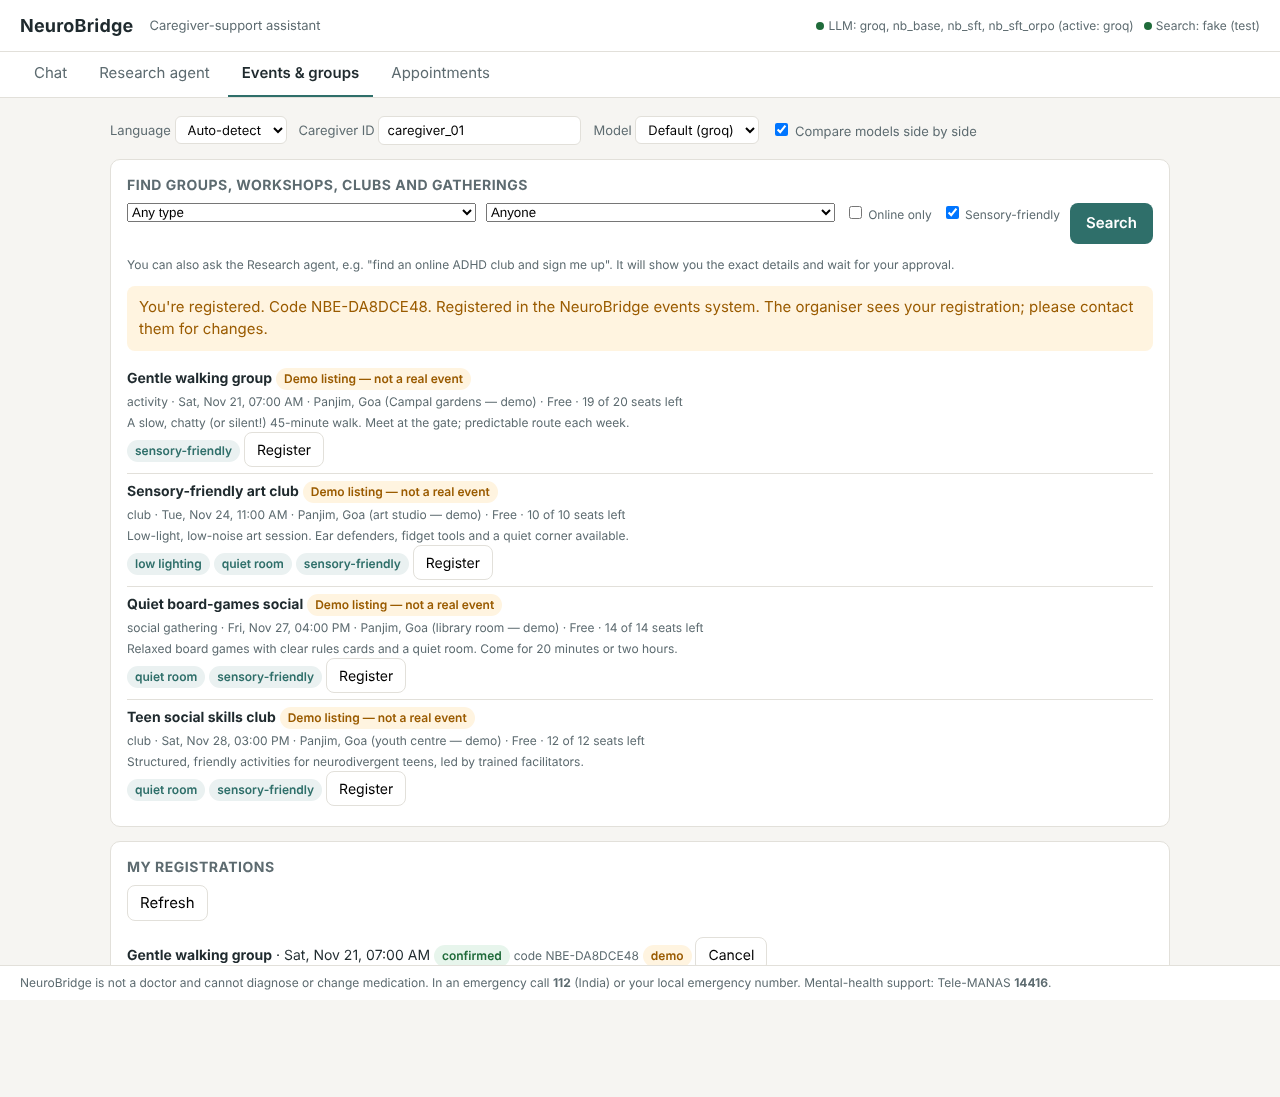 NeuroBridge Caregiver-support assistant LLM: groq, nb_base, nb_sft, nb_sft_orpo (active: groq) Search: fake (test)
Chat Research agent Events & groups Appointments
Language Auto-detect Caregiver ID caregiver_01 Model Default (groq) Compare models side by side
FIND GROUPS, WORKSHOPS, CLUBS AND GATHERINGS
Any type Anyone Online only Sensory-friendly Search
You can also ask the Research agent, e.g. "find an online ADHD club and sign me up". It will show you the exact details and wait for your approval.
You're registered. Code NBE-DA8DCE48. Registered in the NeuroBridge events system. The organiser sees your registration; please contact
them for changes.
Gentle walking group Demo listing — not a real event
activity · Sat, Nov 21, 07:00 AM · Panjim, Goa (Campal gardens — demo) · Free · 19 of 20 seats left
A slow, chatty (or silent!) 45-minute walk. Meet at the gate; predictable route each week.
sensory-friendly Register
Sensory-friendly art club Demo listing — not a real event
club · Tue, Nov 24, 11:00 AM · Panjim, Goa (art studio — demo) · Free · 10 of 10 seats left
Low-light, low-noise art session. Ear defenders, fidget tools and a quiet corner available.
low lighting quiet room sensory-friendly Register
Quiet board-games social Demo listing — not a real event
social gathering · Fri, Nov 27, 04:00 PM · Panjim, Goa (library room — demo) · Free · 14 of 14 seats left
Relaxed board games with clear rules cards and a quiet room. Come for 20 minutes or two hours.
quiet room sensory-friendly Register
Teen social skills club Demo listing — not a real event
club · Sat, Nov 28, 03:00 PM · Panjim, Goa (youth centre — demo) · Free · 12 of 12 seats left
Structured, friendly activities for neurodivergent teens, led by trained facilitators.
quiet room sensory-friendly Register
MY REGISTRATIONS
Refresh
Gentle walking group · Sat, Nov 21, 07:00 AM confirmed code NBE-DA8DCE48 demo Cancel
NeuroBridge is not a doctor and cannot diagnose or change medication. In an emergency call 112 (India) or your local emergency number. Mental-health support: Tele-MANAS 14416.